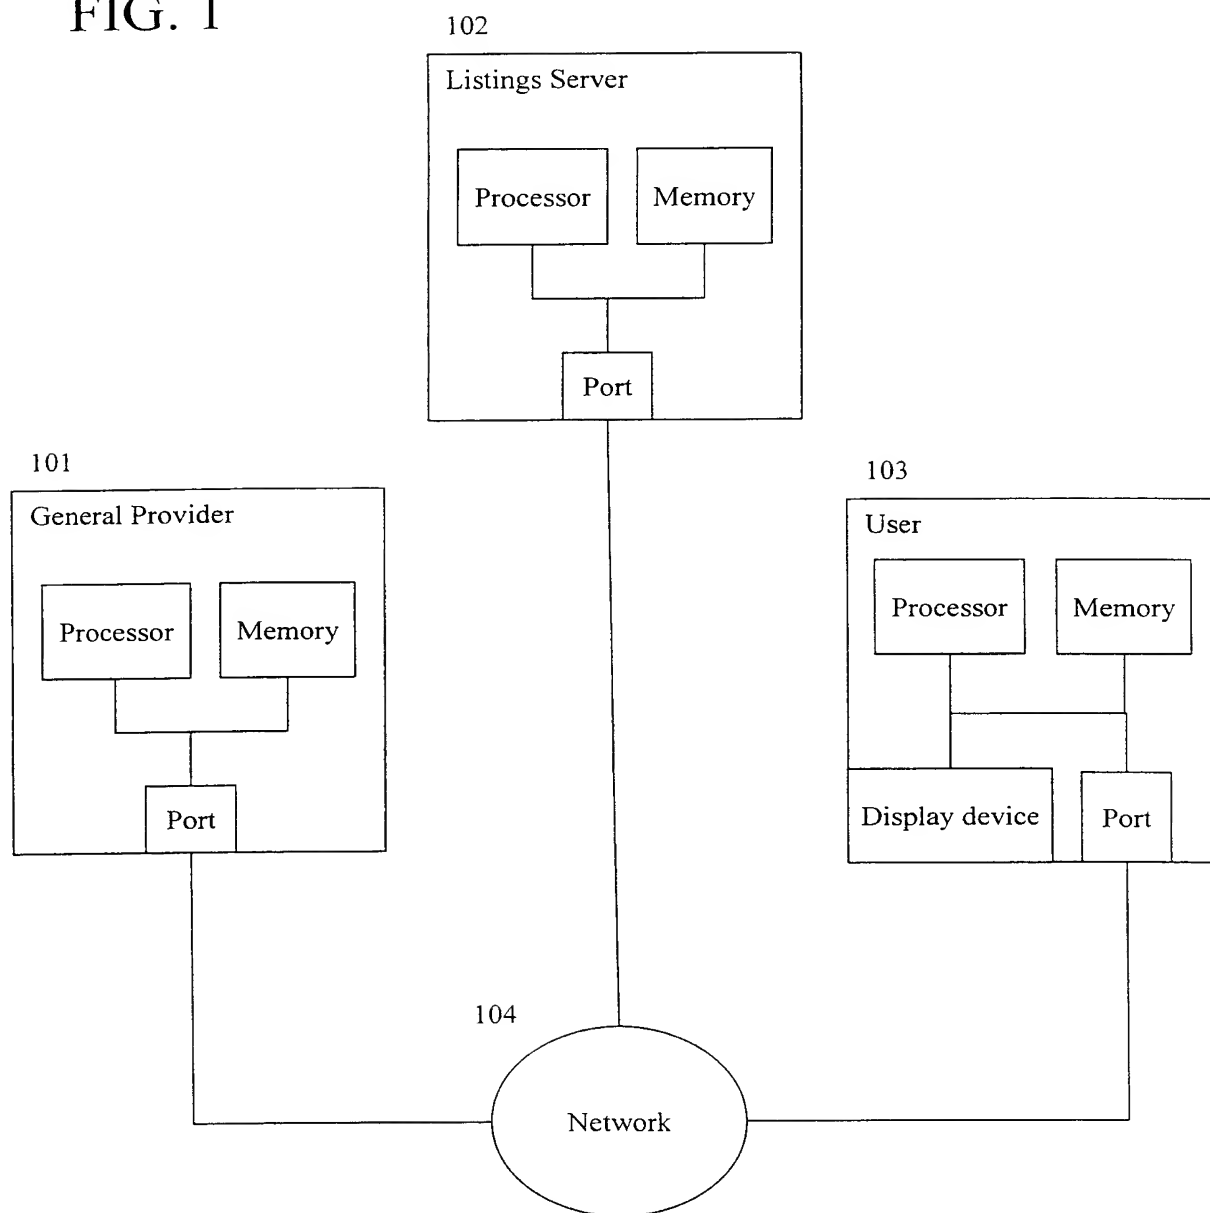 FIG. 1
102
Listings Server
Processor
Memory
Port
101
General Provider
Processor
Memory
Port
103
User
Processor
Memory
Display device
Port
104
Network